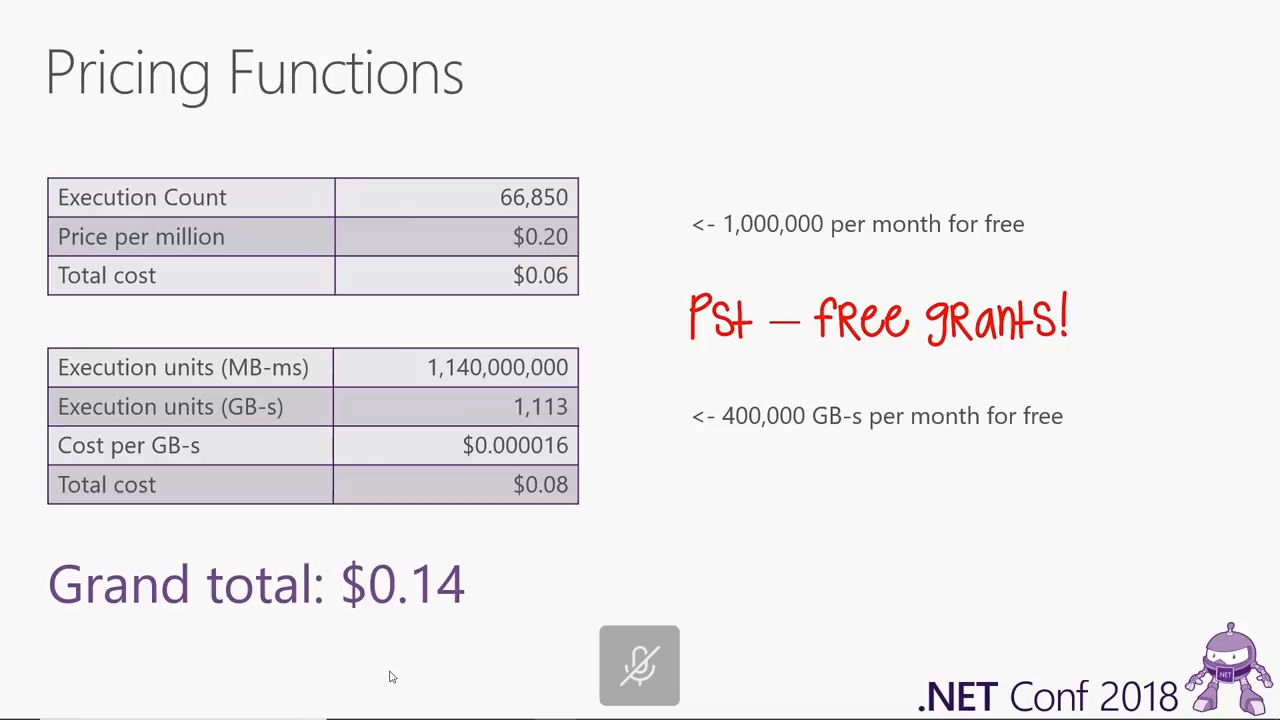 Pricing Functions
Execution Count 66,850
Price per million $0.20
Total cost $0.06
<- 1,000,000 per month for free
Pst – free grants!
Execution units (MB-ms) 1,140,000,000
Execution units (GB-s) 1,113
Cost per GB-s $0.000016
Total cost $0.08
<- 400,000 GB-s per month for free
Grand total: $0.14
.NET Conf 2018
.NET